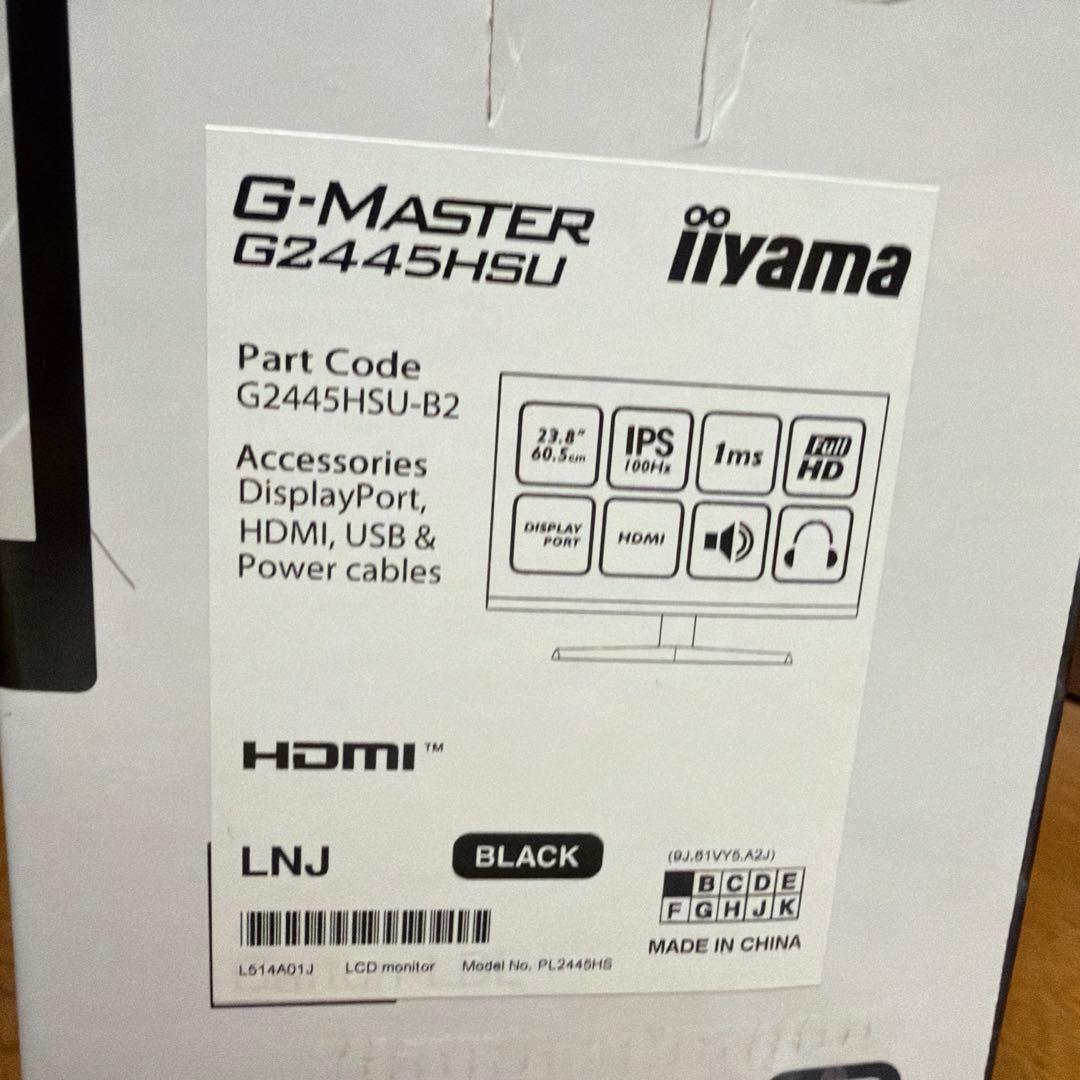 G-MASTER
G2445HSU
iiyama
Part Code
G2445HSU-B2
Accessories
DisplayPort,
HDMI, USB &
Power cables
23.8"
60.5cm
IPS
100Hz
1ms
Full
HD
DISPLAY
PORT
HDMI
HDMI™
LNJ
BLACK
(9J.61VY5.A2J)
B C D E
F G H J K
MADE IN CHINA
L514A01J LCD monitor Model No. PL2445HS